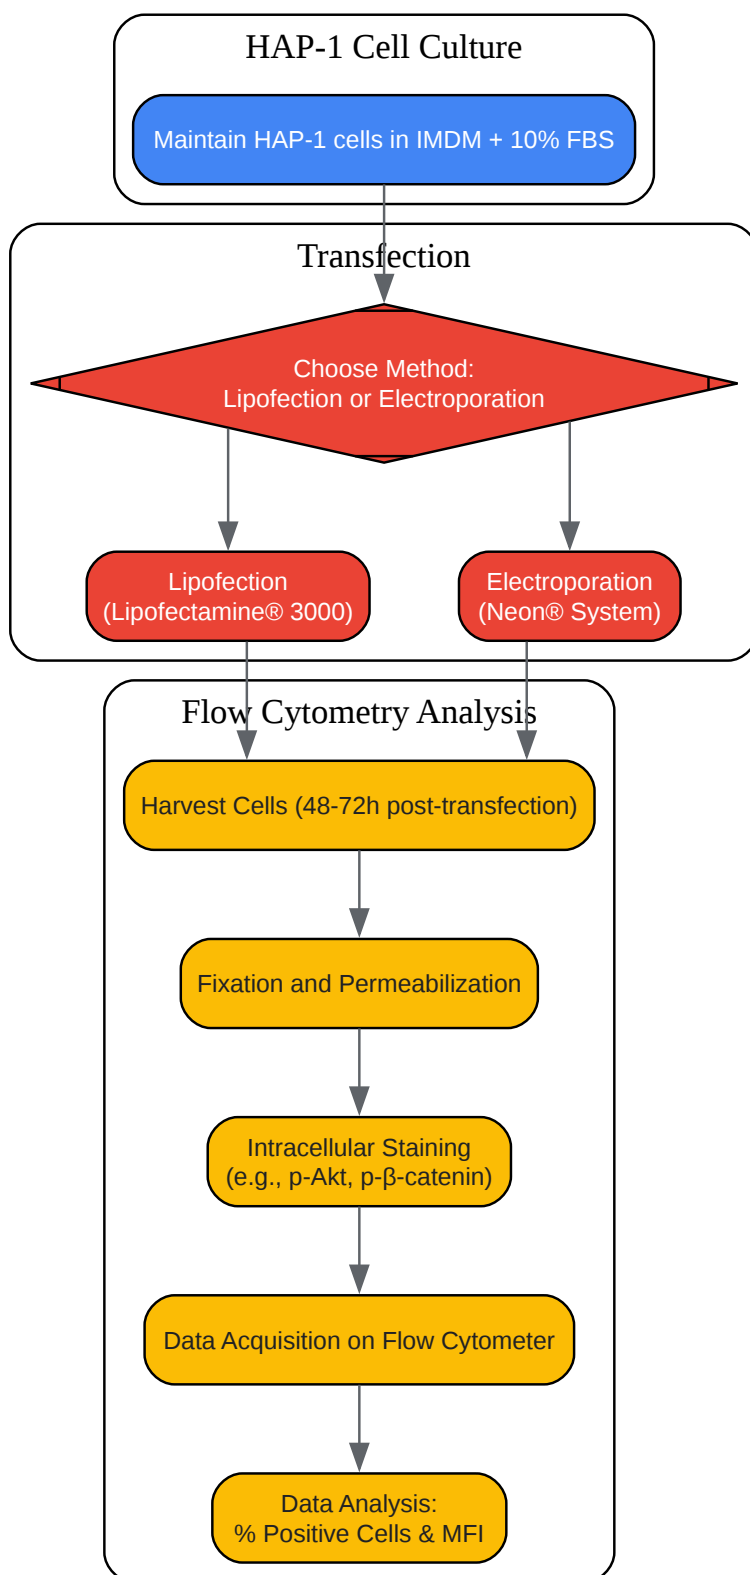 HAP-1 Cell Culture
Maintain HAP-1 cells in IMDM + 10% FBS
Transfection
Choose Method:
Lipofection or Electroporation
Lipofection
(Lipofectamine® 3000)
Electroporation
(Neon® System)
Flow Cytometry Analysis
Harvest Cells (48-72h post-transfection)
Fixation and Permeabilization
Intracellular Staining
(e.g., p-Akt, p-β-catenin)
Data Acquisition on Flow Cytometer
Data Analysis:
% Positive Cells & MFI